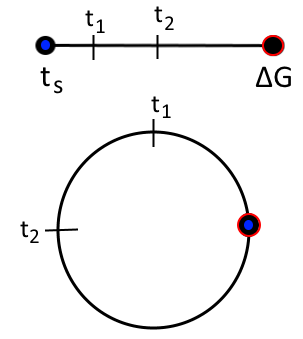 t₁ t₂
tₛ ΔG
t₁
t₂